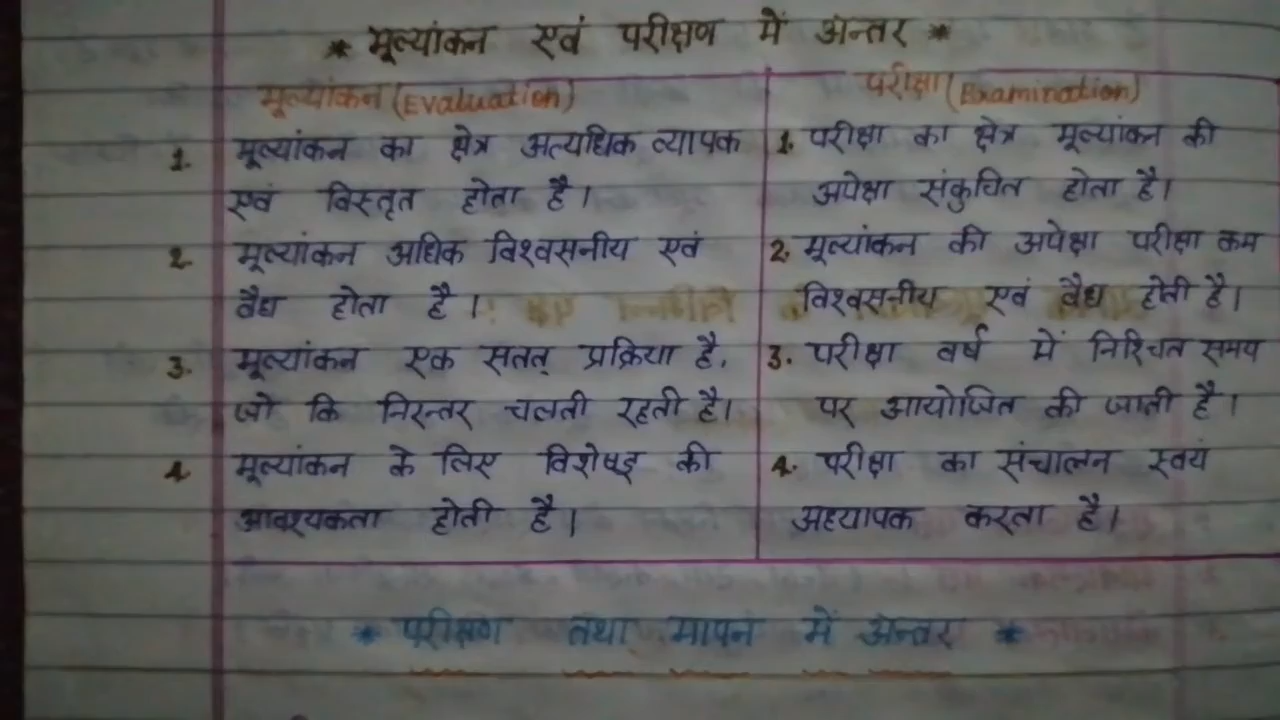 * मूल्यांकन एवं परीक्षण में अन्तर *
मूल्यांकन (Evaluation)
1. मूल्यांकन का क्षेत्र अत्यधिक व्यापक
एवं विस्तृत होता है।
2. मूल्यांकन अधिक विश्वसनीय एवं
वैध होता है।
3. मूल्यांकन एक सतत् प्रक्रिया है,
जो कि निरन्तर चलती रहती है।
4. मूल्यांकन के लिए विशेषज्ञ की
आवश्यकता होती है।
परीक्षा (Examination)
1. परीक्षा का क्षेत्र मूल्यांकन की
अपेक्षा संकुचित होता है।
2. मूल्यांकन की अपेक्षा परीक्षा कम
विश्वसनीय एवं वैध होती है।
3. परीक्षा वर्ष में निश्चित समय
पर आयोजित की जाती है।
4. परीक्षा का संचालन स्वयं
अध्यापक करता है।
* परीक्षण तथा मापन में अन्तर *